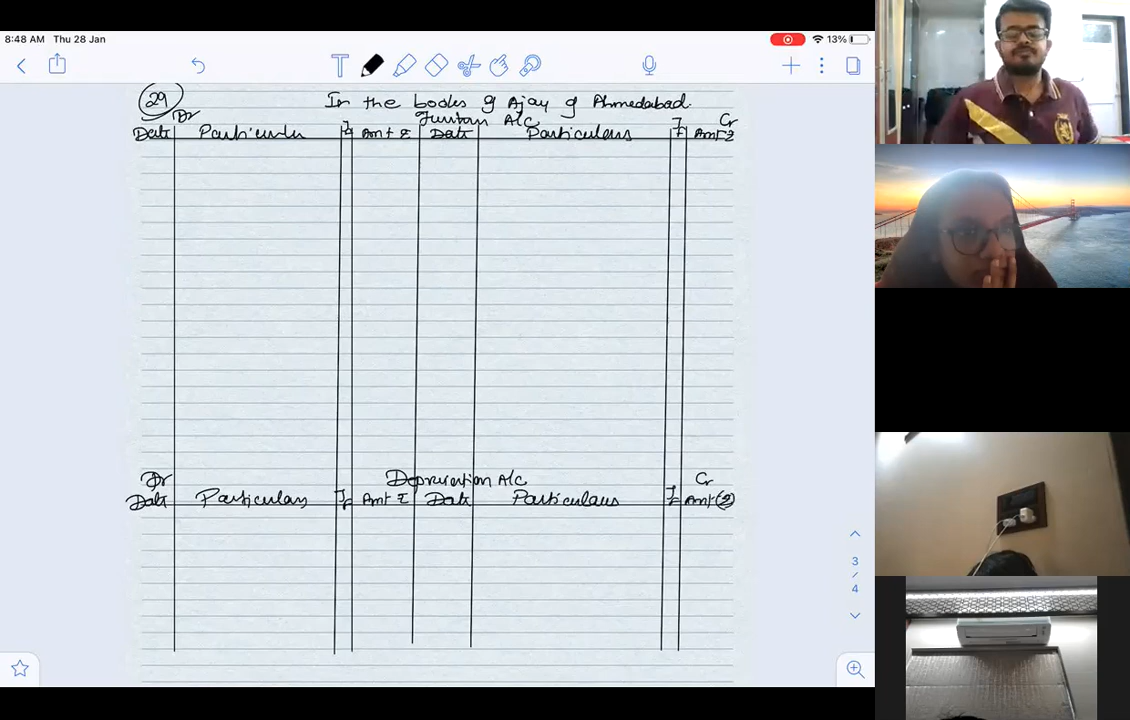 8:48 AM Thu 28 Jan 13%
T
29 In the books of Ajay of Ahmedabad.
Dr Furniture A/c Cr
Date Particulars J.F Amt ₹ Date Particulars J.F Amt ₹
Dr Depreciation A/c Cr
Date Particulars J.F Amt ₹ Date Particulars J.F Amt (₹)
3
/
4